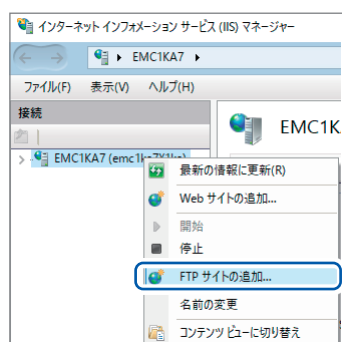 インターネット インフォメーション サービス (IIS) マネージャー
EMC1KA7
ファイル(F) 表示(V) ヘルプ(H)
接続
EMC1K
EMC1KA7
最新の情報に更新(R)
Web サイトの追加...
開始
停止
FTP サイトの追加...
名前の変更
コンテンツ ビューに切り替え